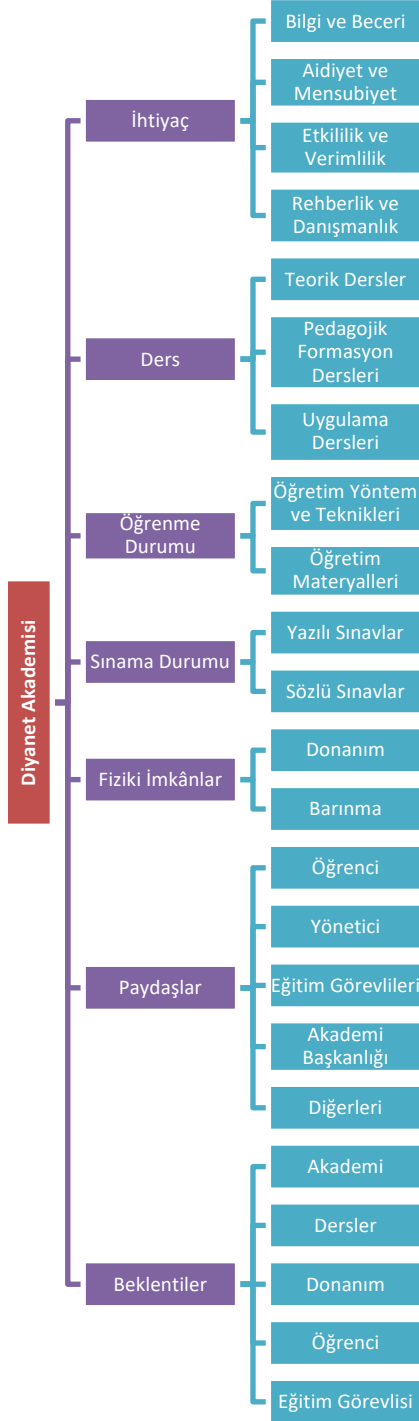 Diyanet Akademisi
İhtiyaç
Bilgi ve Beceri
Aidiyet ve
Mensubiyet
Etkililik ve
Verimlilik
Rehberlik ve
Danışmanlık
Ders
Teorik Dersler
Pedagojik
Formasyon
Dersleri
Uygulama
Dersleri
Öğrenme
Durumu
Öğretim Yöntem
ve Teknikleri
Öğretim
Materyalleri
Sınama Durumu
Yazılı Sınavlar
Sözlü Sınavlar
Fiziki İmkânlar
Donanım
Barınma
Paydaşlar
Öğrenci
Yönetici
Eğitim Görevlileri
Akademi
Başkanlığı
Diğerleri
Beklentiler
Akademi
Dersler
Donanım
Öğrenci
Eğitim Görevlisi